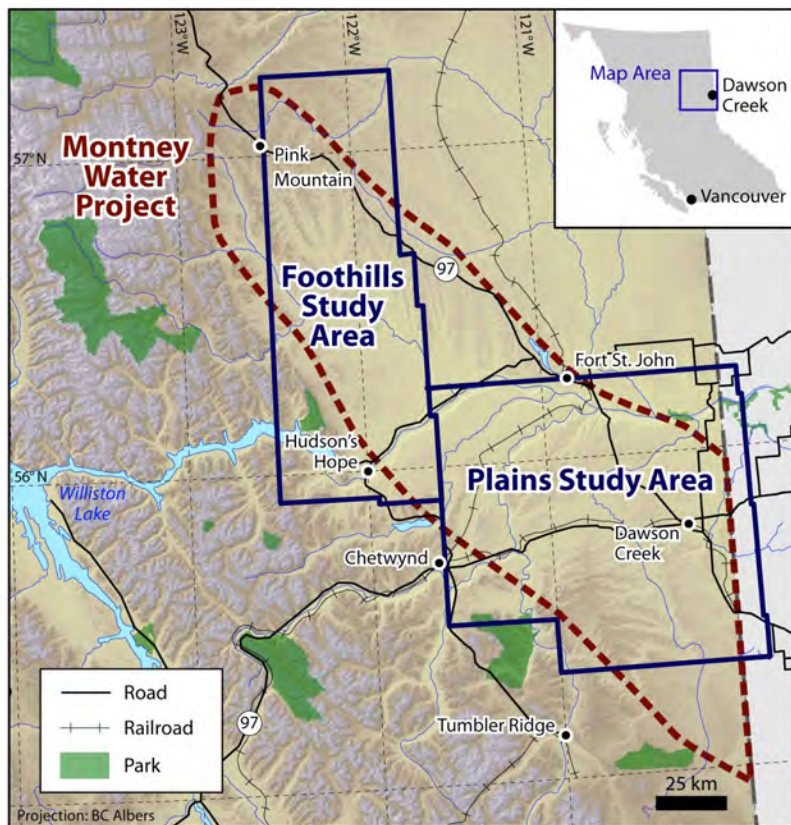 123°W
122°W
121°W
Map Area
Dawson
Creek
Vancouver
Montney
Water
Project
57°N
Pink
Mountain
Foothills
Study
Area
97
Fort St. John
Hudson's
Hope
Plains Study Area
56°N
Williston
Lake
Dawson
Creek
Chetwynd
Road
Railroad
Park
97
Tumbler Ridge
25 km
Projection: BC Albers